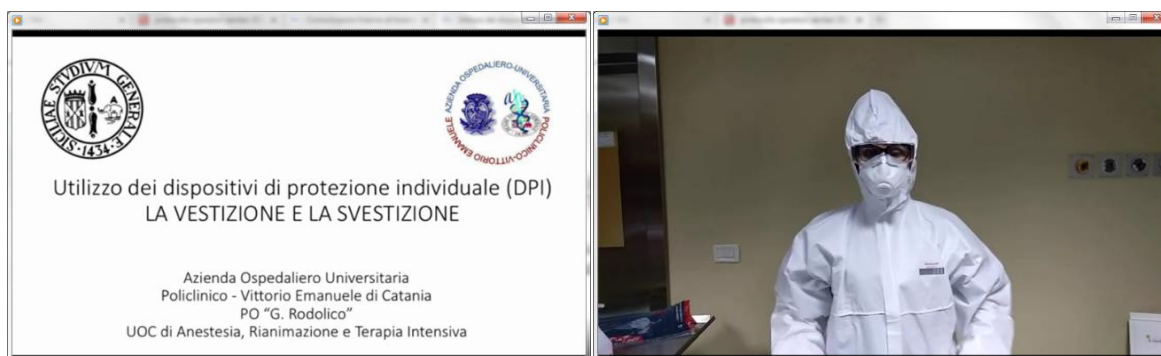 SICILIAE STVDIVM GENERALE
·1434·
AZIENDA OSPEDALIERO-UNIVERSITARIA
POLICLINICO-VITTORIO EMANUELE
Utilizzo dei dispositivi di protezione individuale (DPI)
LA VESTIZIONE E LA SVESTIZIONE
Azienda Ospedaliero Universitaria
Policlinico - Vittorio Emanuele di Catania
PO "G. Rodolico"
UOC di Anestesia, Rianimazione e Terapia Intensiva